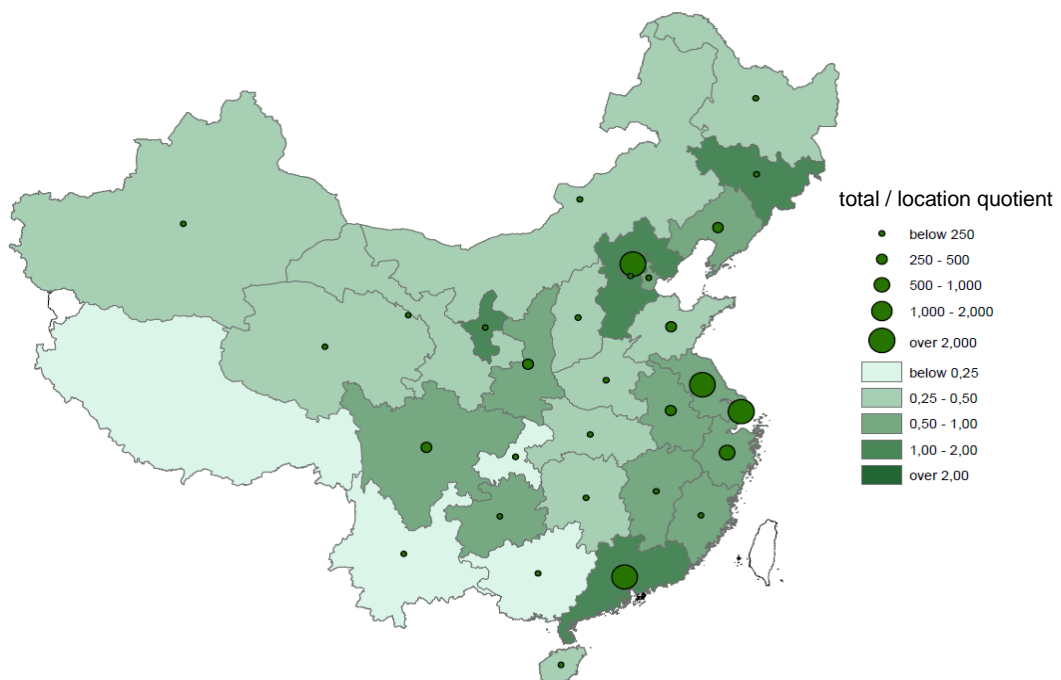 total / location quotient
below 250
250 - 500
500 - 1,000
1,000 - 2,000
over 2,000
below 0,25
0,25 - 0,50
0,50 - 1,00
1,00 - 2,00
over 2,00